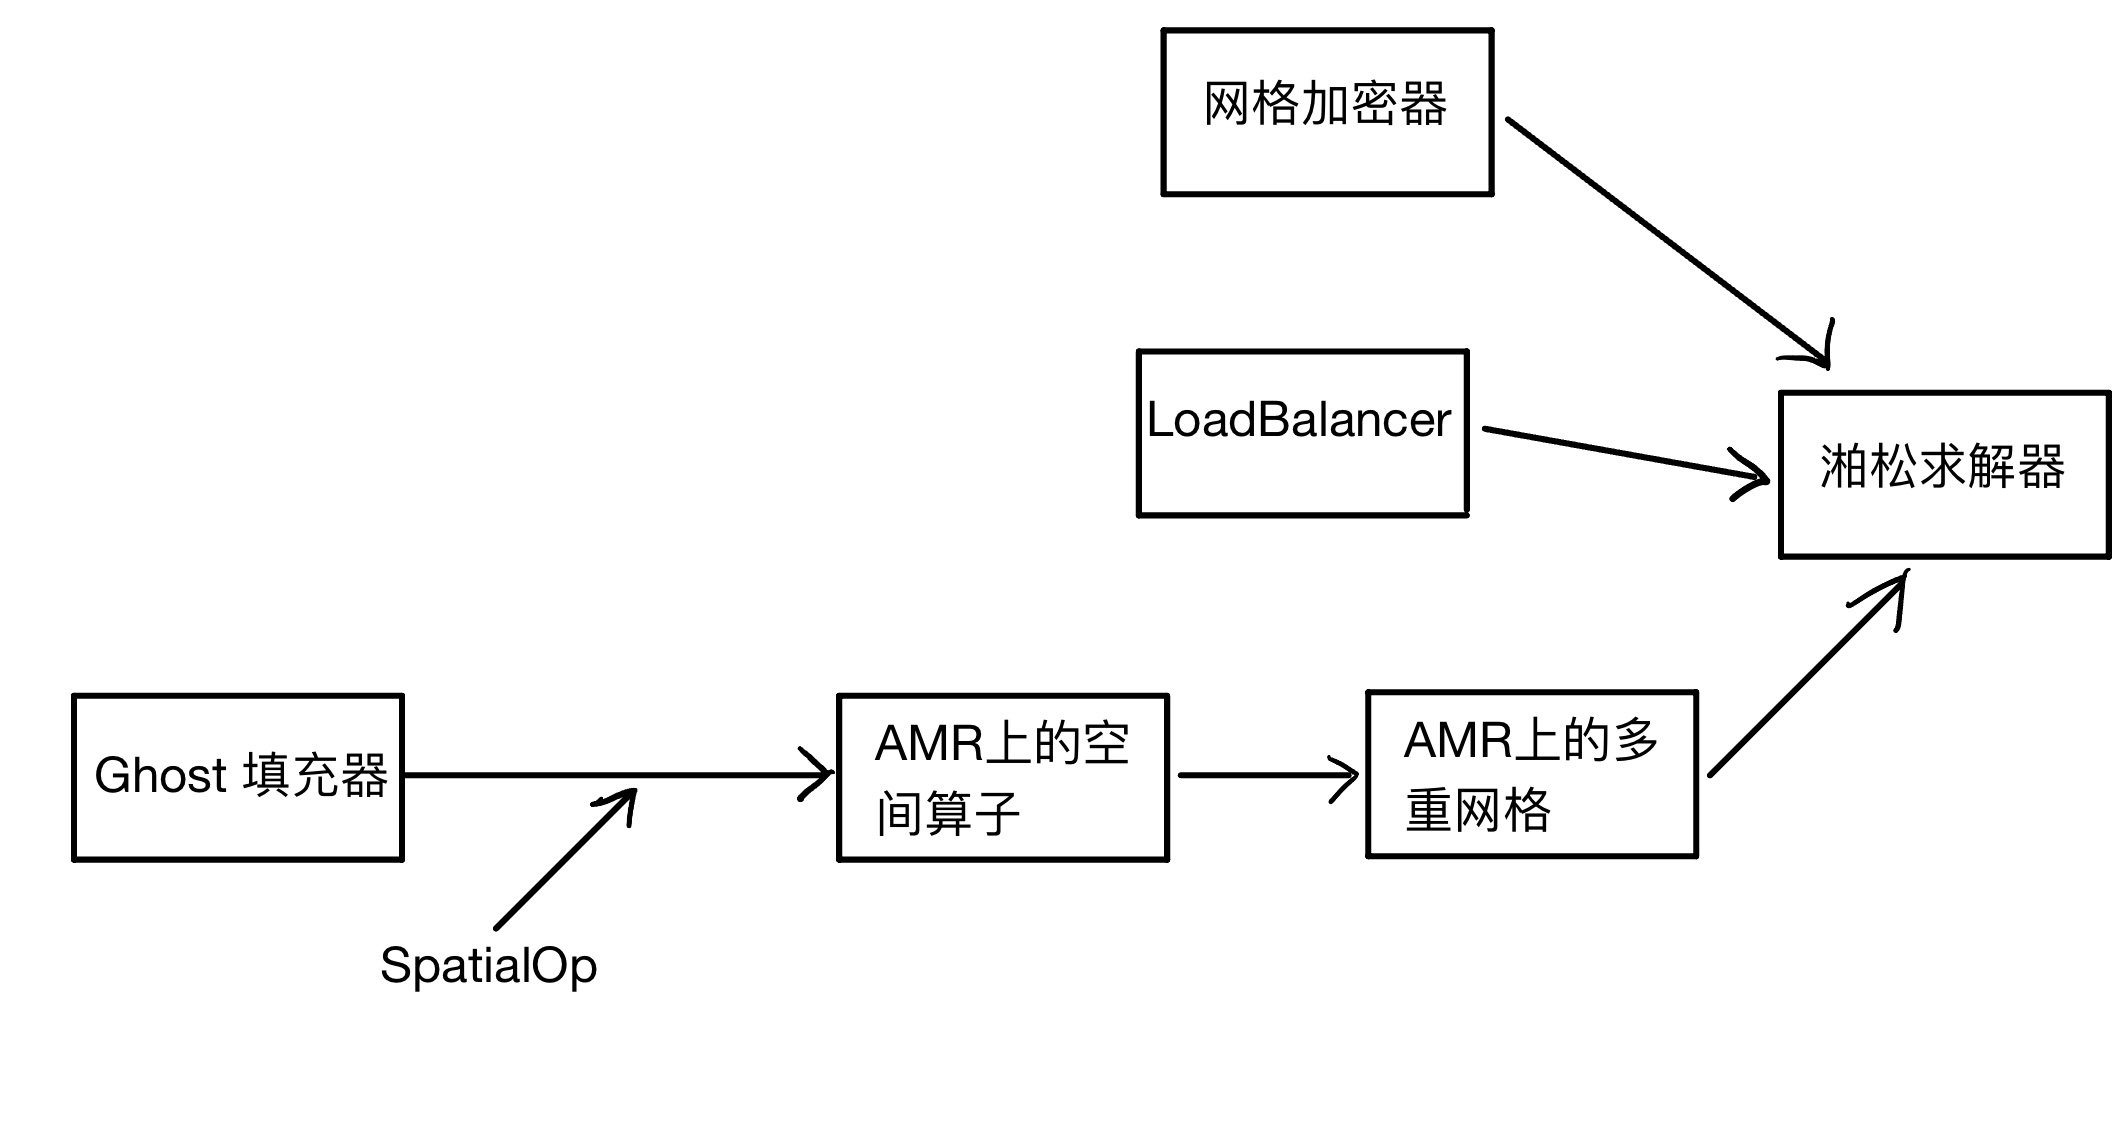 网格加密器
LoadBalancer
湘松求解器
Ghost 填充器
AMR上的空
间算子
AMR上的多
重网格
SpatialOp